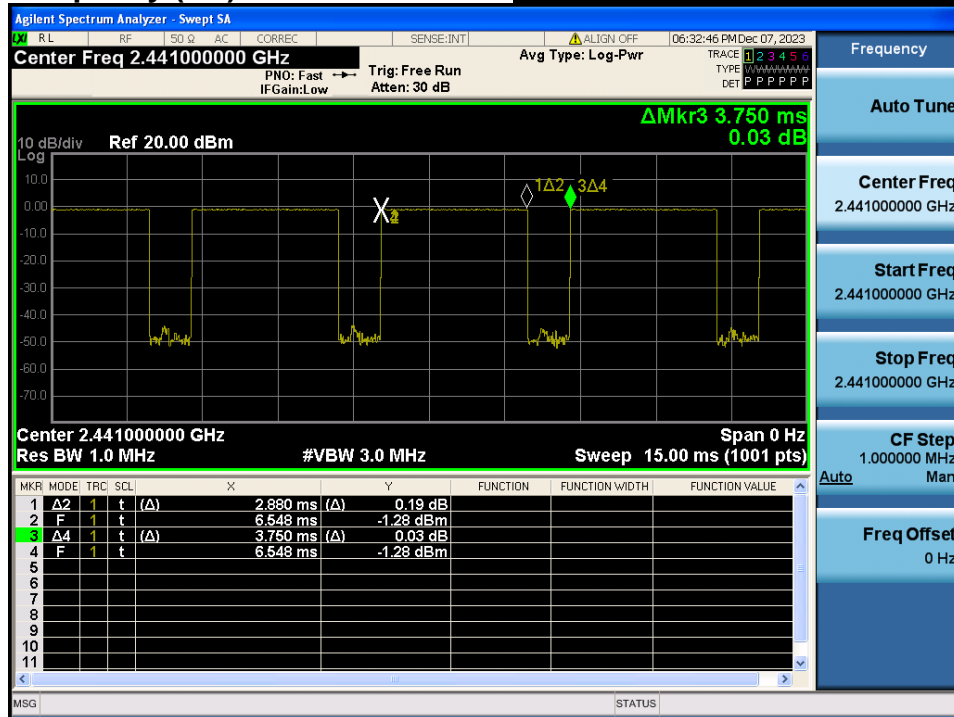 Agilent Spectrum Analyzer - Swept SA
LXI RL RF 50 Ω AC CORREC SENSE:INT ALIGN OFF 06:32:46 PM Dec 07, 2023
Center Freq 2.441000000 GHz
PNO: Fast
IFGain:Low
Trig: Free Run
Atten: 30 dB
Avg Type: Log-Pwr
TRACE 1 2 3 4 5 6
TYPE WWWWWW
DET P P P P P P
ΔMkr3 3.750 ms
0.03 dB
10 dB/div Ref 20.00 dBm
Log
10.0
0.00
-10.0
-20.0
-30.0
-40.0
-50.0
-60.0
-70.0
1Δ2 3Δ4
Center 2.441000000 GHz Span 0 Hz
Res BW 1.0 MHz #VBW 3.0 MHz Sweep 15.00 ms (1001 pts)
MKR MODE TRC SCL X Y FUNCTION FUNCTION WIDTH FUNCTION VALUE
1 Δ2 1 t (Δ) 2.880 ms (Δ) 0.19 dB
2 F 1 t 6.548 ms -1.28 dBm
3 Δ4 1 t (Δ) 3.750 ms (Δ) 0.03 dB
4 F 1 t 6.548 ms -1.28 dBm
5
6
7
8
9
10
11
MSG STATUS
Frequency
Auto Tune
Center Freq
2.441000000 GHz
Start Freq
2.441000000 GHz
Stop Freq
2.441000000 GHz
CF Step
1.000000 MHz
Auto Man
Freq Offset
0 Hz